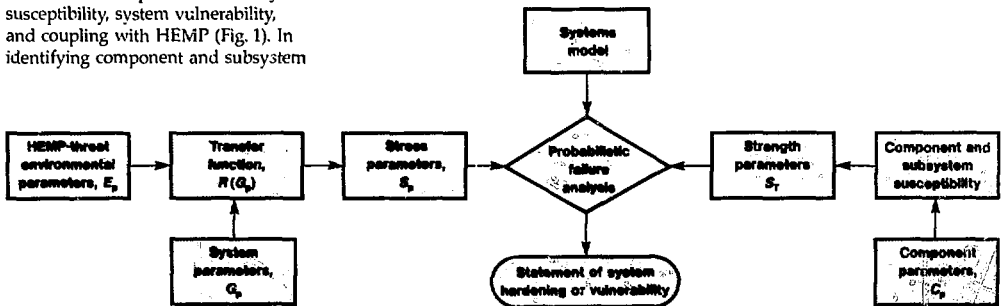 susceptibility, system vulnerability,
and coupling with HEMP (Fig. 1). In
identifying component and subsystem
Systems
model
HEMP-threat
environmental
parameters, Ep
Transfer
function,
R(Gp)
Stress
parameters,
Sp
Probabilistic
failure
analysis
Strength
parameters
ST
Component and
subsystem
susceptibility
System
parameters,
Gp
Statement of system
hardening or vulnerability
Component
parameters,
Cp